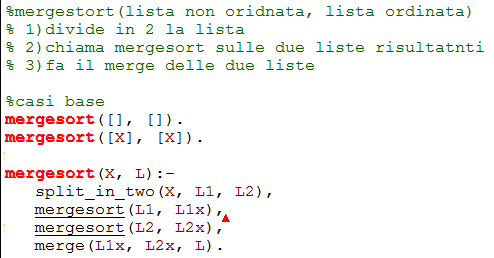 %mergestort(lista non oridnata, lista ordinata)
% 1)divide in 2 la lista
% 2)chiama mergesort sulle due liste risultatnti
% 3)fa il merge delle due liste
%casi base
mergesort([], []).
mergesort([X], [X]).
mergesort(X, L):-
split_in_two(X, L1, L2),
mergesort(L1, L1x),
mergesort(L2, L2x),
merge(L1x, L2x, L).